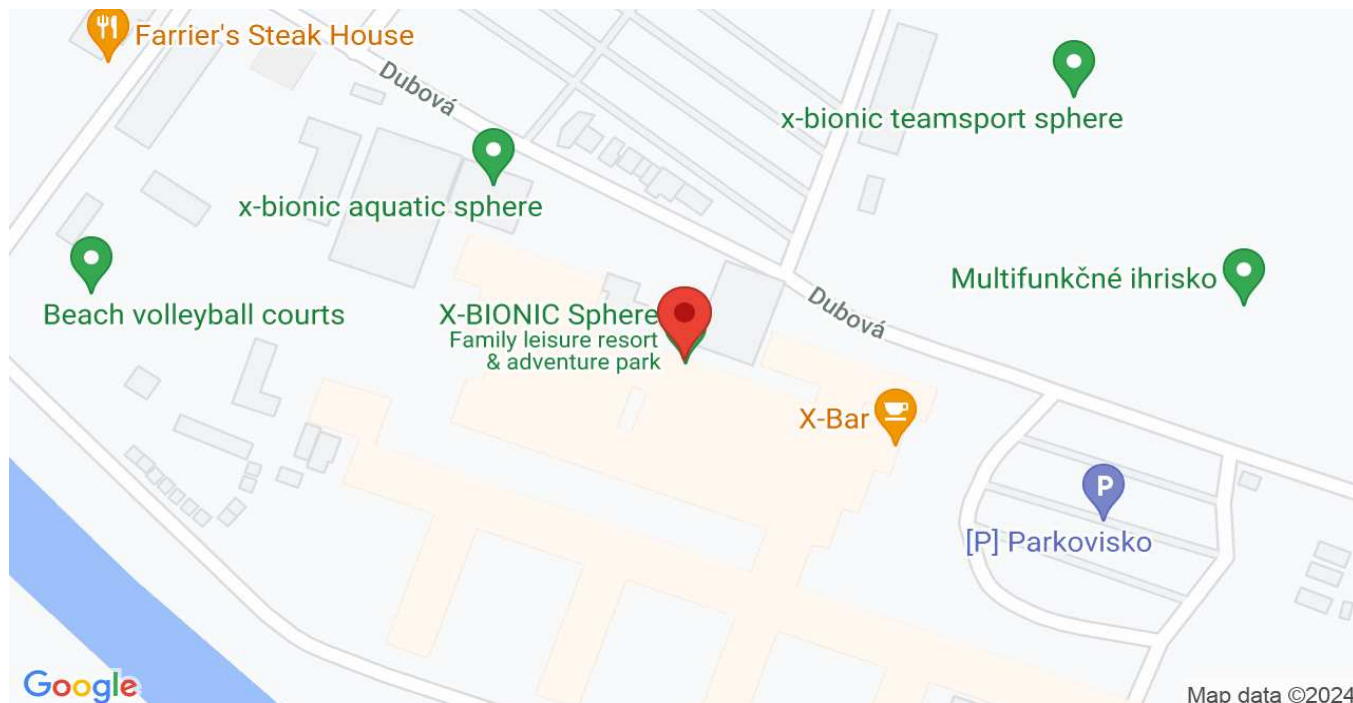 Farrier's Steak House
Dubová
x-bionic teamsport sphere
x-bionic aquatic sphere
Multifunkčné ihrisko
Beach volleyball courts
X-BIONIC Sphere
Family leisure resort
& adventure park
Dubová
X-Bar
P
[P] Parkovisko
Google
Map data ©2024